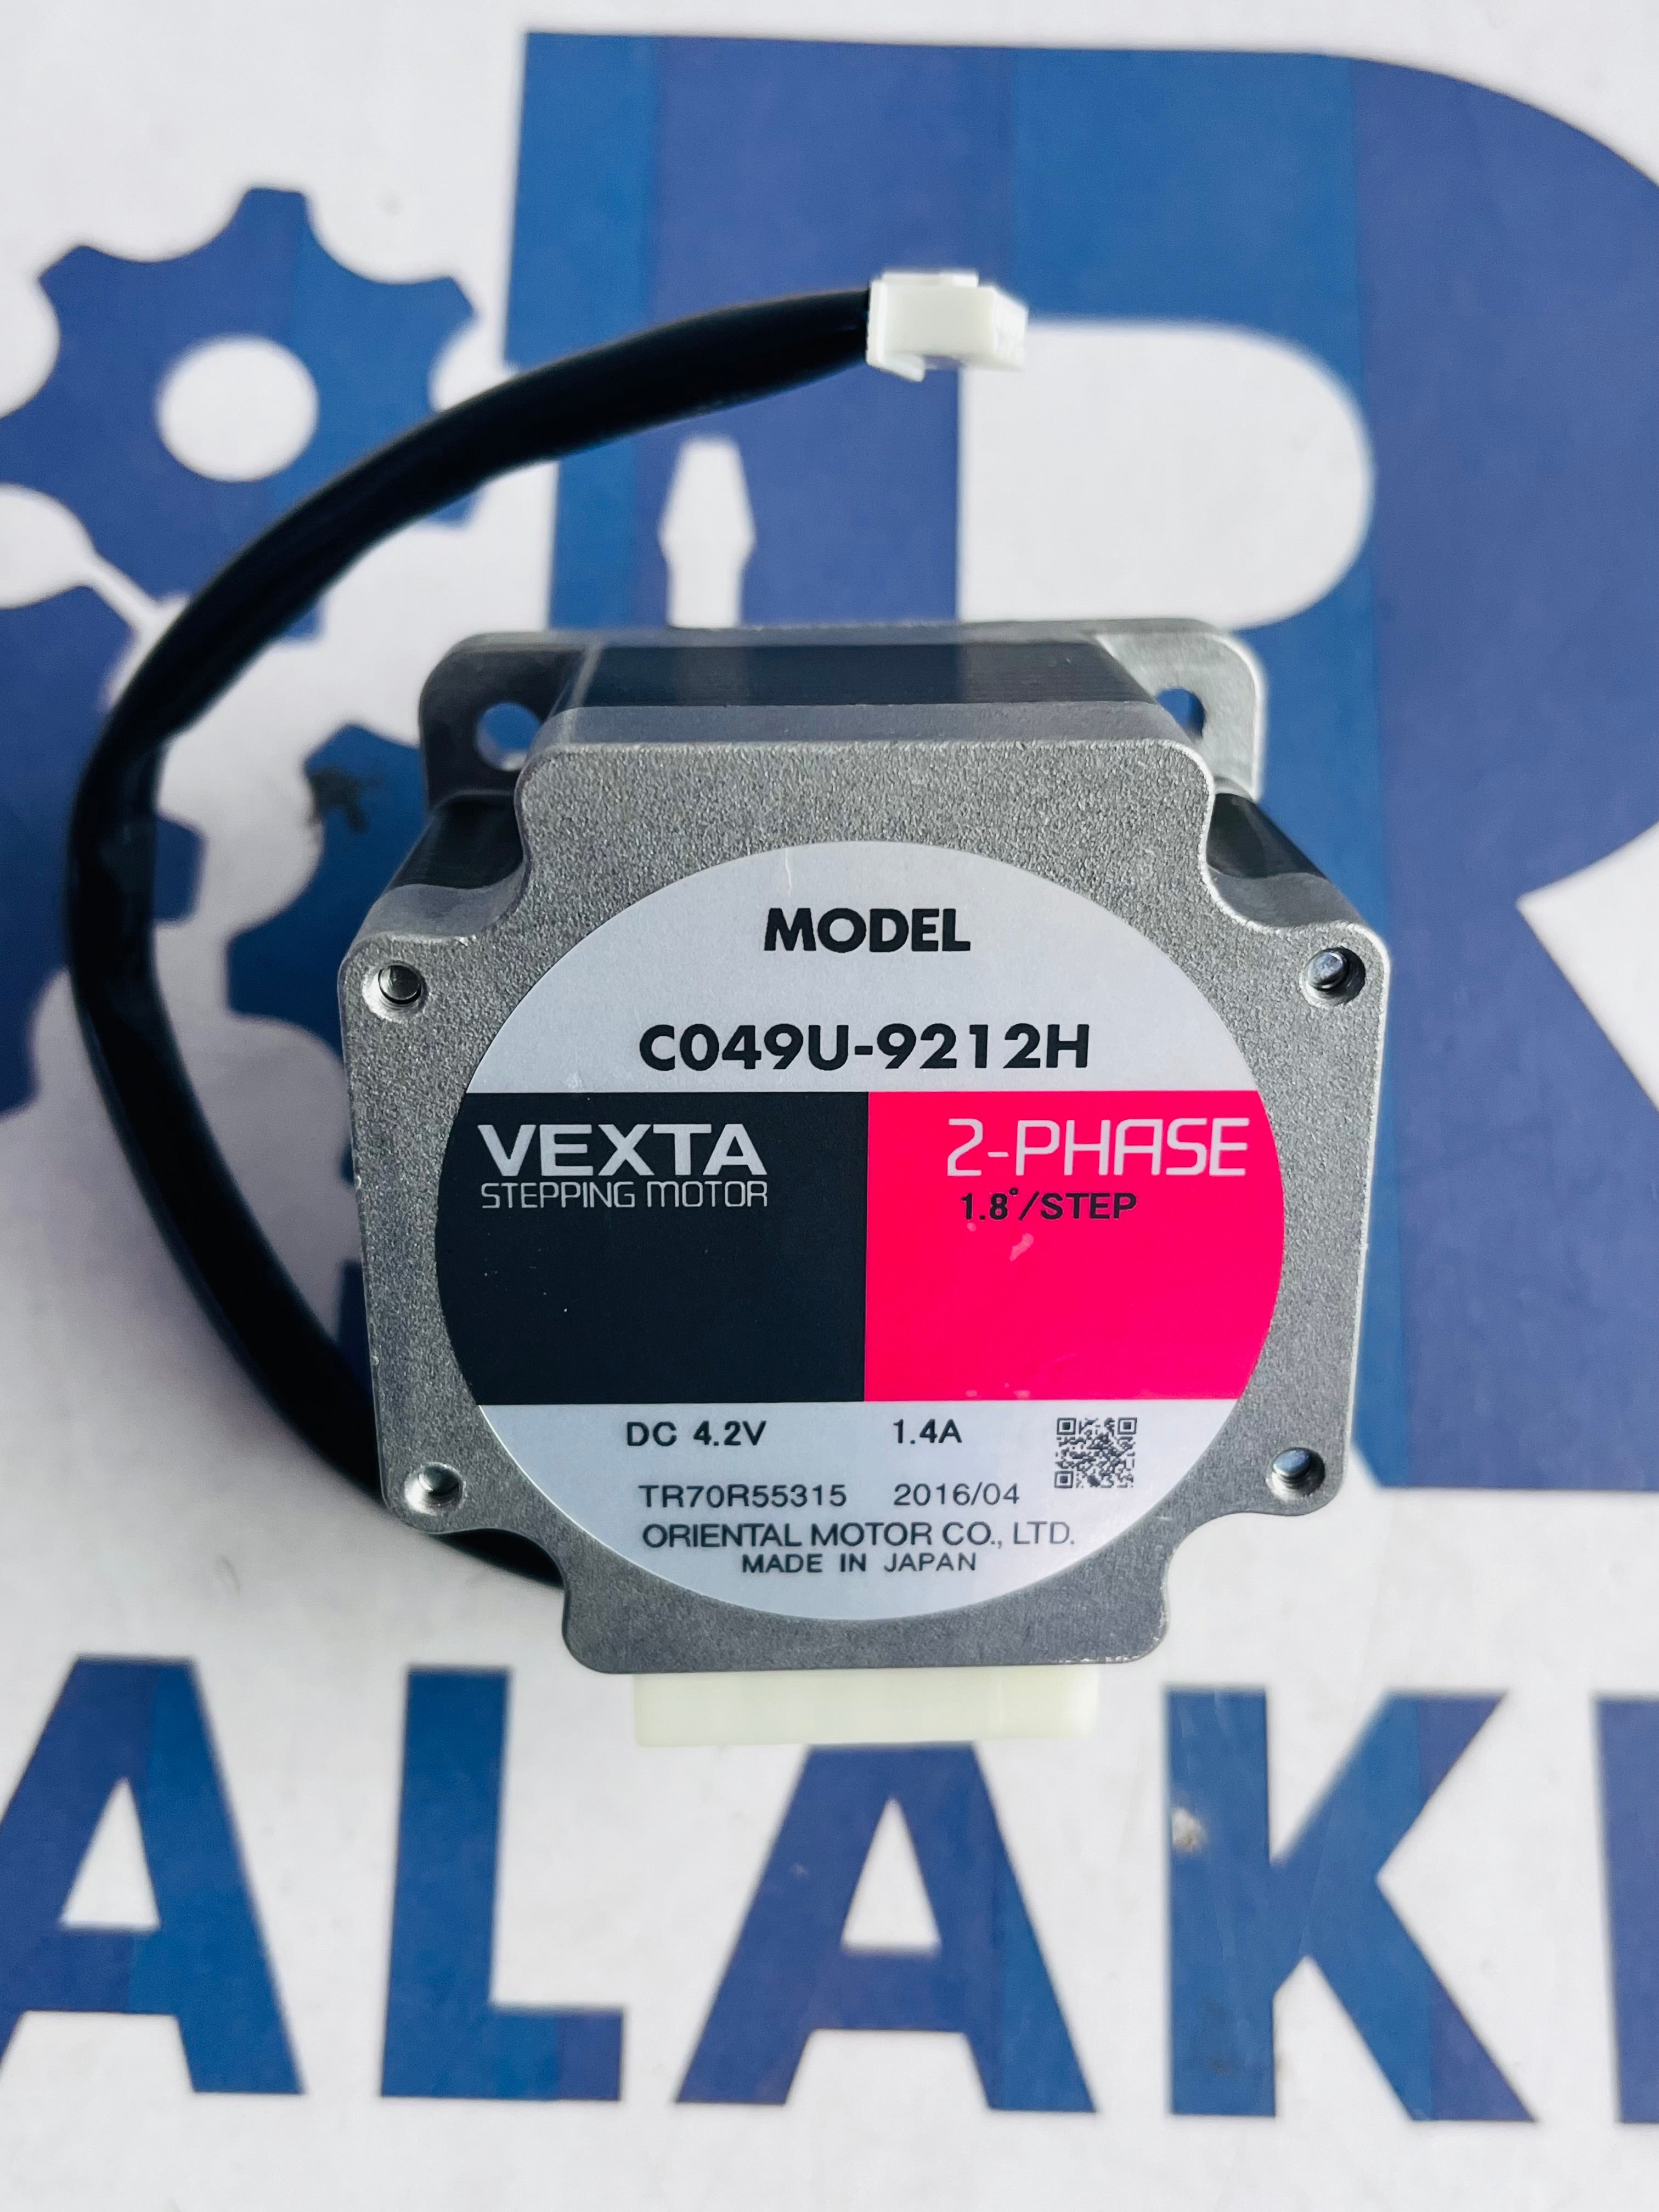 MODEL
C049U-9212H
VEXTA
STEPPING MOTOR
2-PHASE
1.8°/STEP
DC 4.2V 1.4A
TR70R55315 2016/04
ORIENTAL MOTOR CO., LTD.
MADE IN JAPAN
R
ALAK